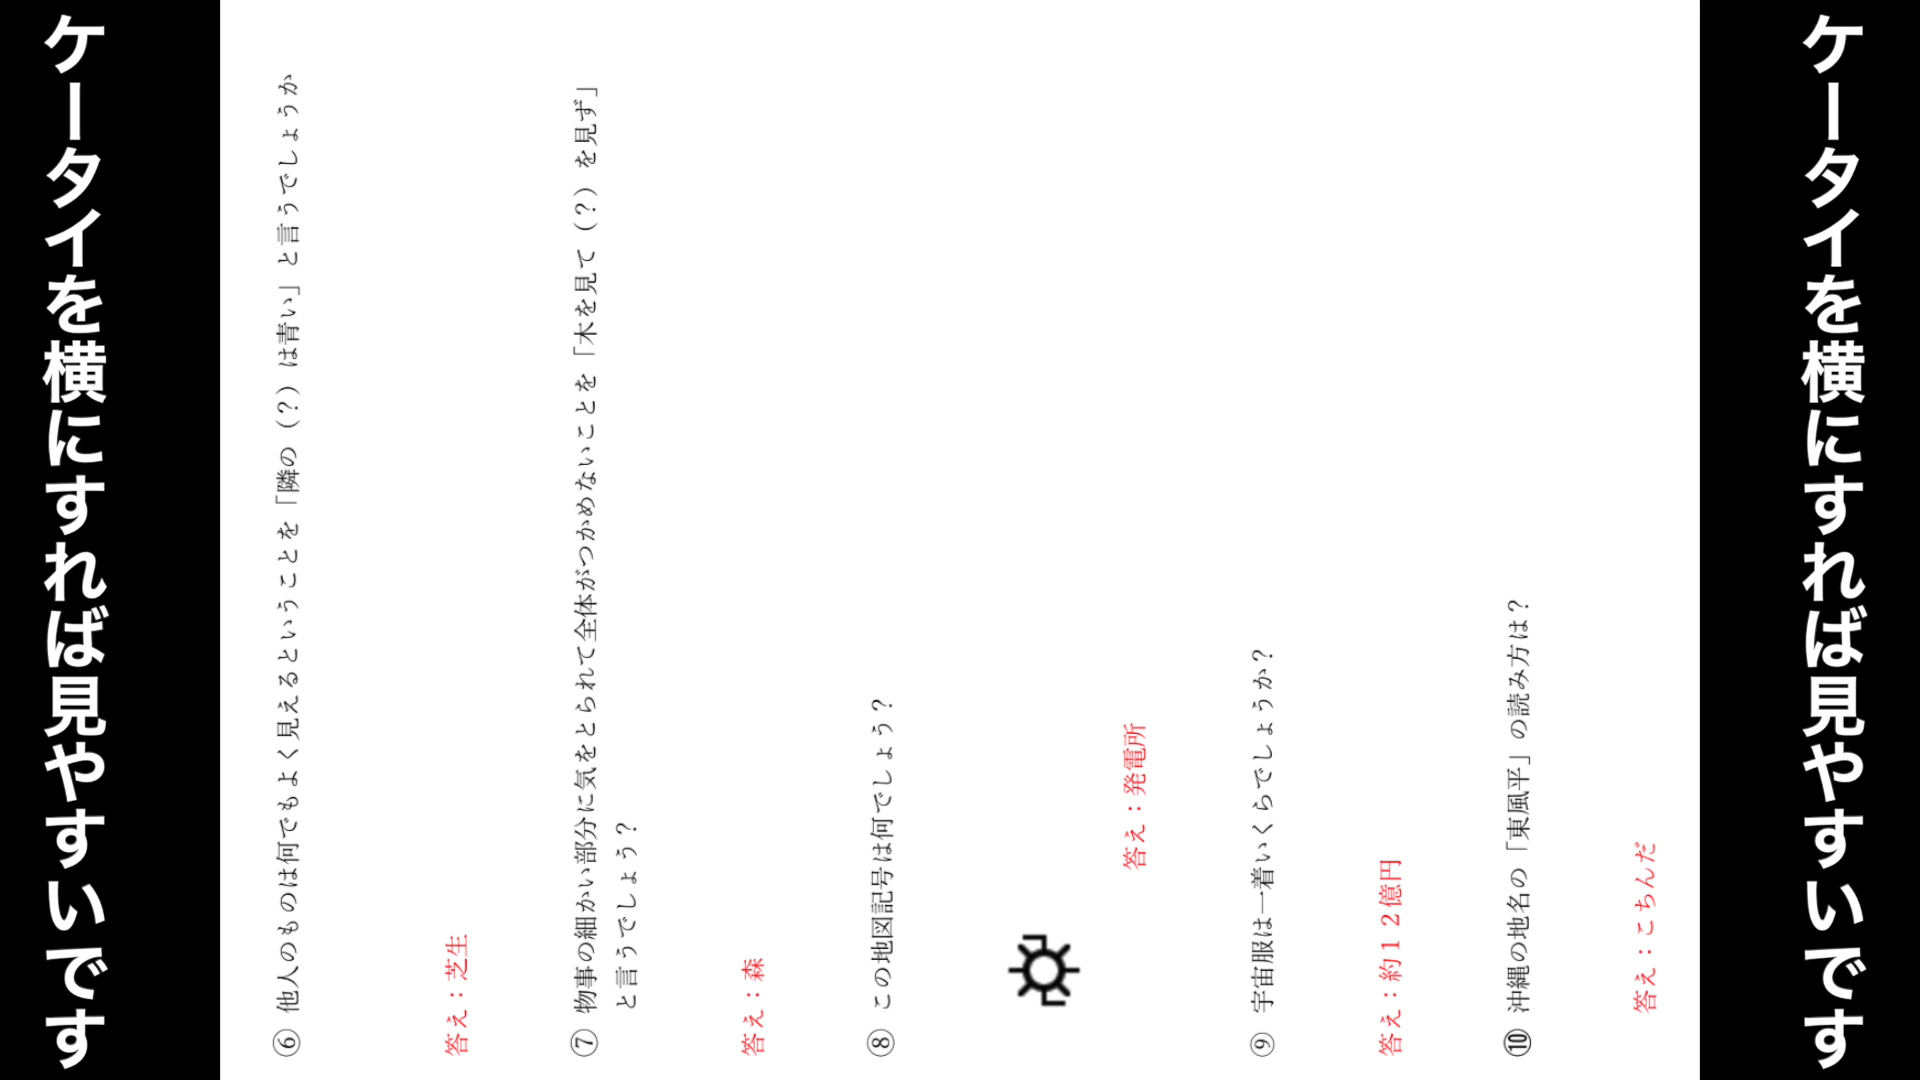 ケータイを横にすれば見やすいです
⑥ 他人のものは何でもよく見えるということを「隣の（？）は青い」と言うでしょうか
答え：芝生
⑦ 物事の細かい部分に気をとられて全体がつかめないことを「木を見て（？）を見ず」
と言うでしょう？
答え：森
⑧ この地図記号は何でしょう？
答え：発電所
⑨ 宇宙服は一着いくらでしょうか？
答え：約１２億円
⑩ 沖縄の地名の「東風平」の読み方は？
答え：こちんだ
ケータイを横にすれば見やすいです